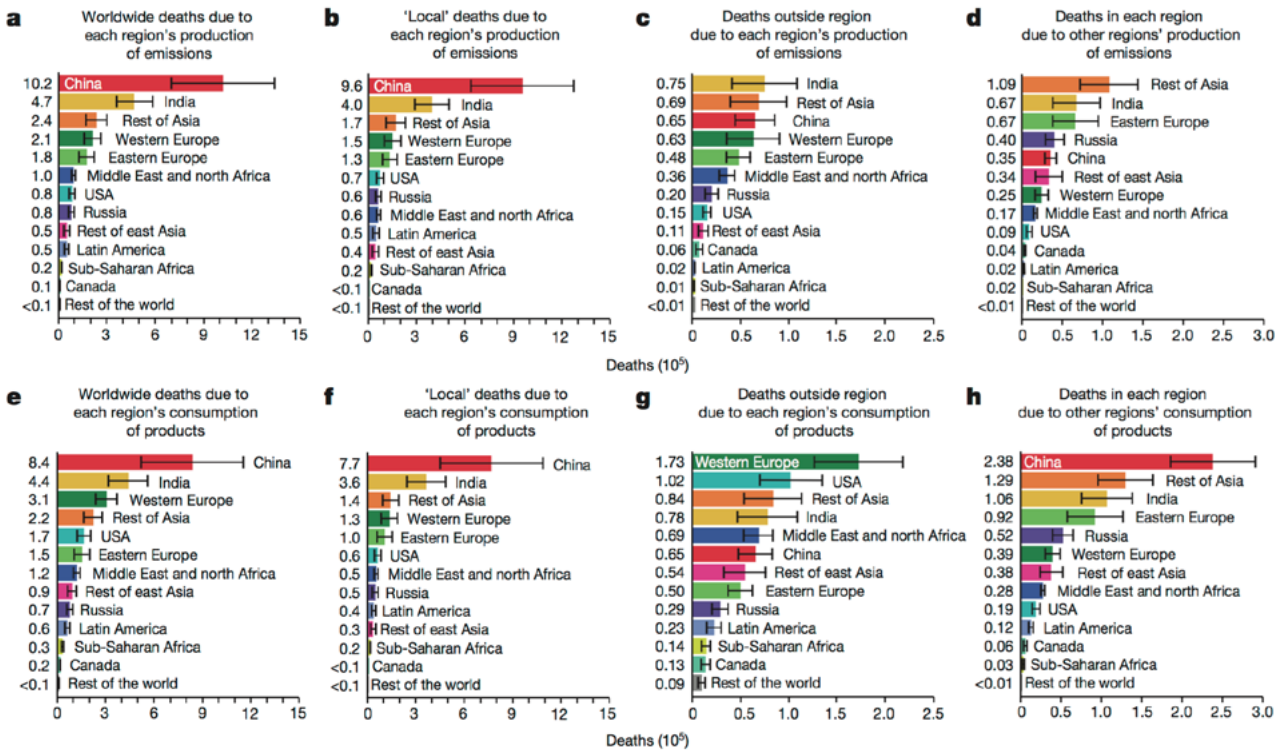 a
Worldwide deaths due to
each region's production
of emissions
10.2 China
4.7 India
2.4 Rest of Asia
2.1 Western Europe
1.8 Eastern Europe
1.0 Middle East and north Africa
0.8 USA
0.8 Russia
0.5 Rest of east Asia
0.5 Latin America
0.2 Sub-Saharan Africa
0.1 Canada
<0.1 Rest of the world
0 3 6 9 12 15
b
'Local' deaths due to
each region's production
of emissions
9.6 China
4.0 India
1.7 Rest of Asia
1.5 Western Europe
1.3 Eastern Europe
0.7 USA
0.6 Russia
0.6 Middle East and north Africa
0.5 Latin America
0.4 Rest of east Asia
0.2 Sub-Saharan Africa
<0.1 Canada
<0.1 Rest of the world
0 3 6 9 12 15
c
Deaths outside region
due to each region's production
of emissions
0.75 India
0.69 Rest of Asia
0.65 China
0.63 Western Europe
0.48 Eastern Europe
0.36 Middle East and north Africa
0.20 Russia
0.15 USA
0.11 Rest of east Asia
0.06 Canada
0.02 Latin America
0.01 Sub-Saharan Africa
<0.01 Rest of the world
0 0.5 1.0 2.0 2.5
d
Deaths in each region
due to other regions' production
of emissions
1.09 Rest of Asia
0.67 India
0.67 Eastern Europe
0.40 Russia
0.35 China
0.34 Rest of east Asia
0.25 Western Europe
0.17 Middle East and north Africa
0.09 USA
0.04 Canada
0.02 Latin America
0.02 Sub-Saharan Africa
<0.01 Rest of the world
0 0.5 1.0 1.5 2.0 2.5 3.0
Deaths (10⁵)
e
Worldwide deaths due to
each region's consumption
of products
8.4 China
4.4 India
3.1 Western Europe
2.2 Rest of Asia
1.7 USA
1.5 Eastern Europe
1.2 Middle East and north Africa
0.9 Rest of east Asia
0.7 Russia
0.6 Latin America
0.3 Sub-Saharan Africa
0.2 Canada
<0.1 Rest of the world
0 3 6 9 12 15
f
'Local' deaths due to
each region's consumption
of products
7.7 China
3.6 India
1.4 Rest of Asia
1.3 Western Europe
1.0 Eastern Europe
0.6 USA
0.5 Middle East and north Africa
0.5 Russia
0.4 Latin America
0.3 Rest of east Asia
0.2 Sub-Saharan Africa
<0.1 Canada
<0.1 Rest of the world
0 3 6 9 12 15
g
Deaths outside region
due to each region's consumption
of products
1.73 Western Europe
1.02 USA
0.84 Rest of Asia
0.78 India
0.69 Middle East and north Africa
0.65 China
0.54 Rest of east Asia
0.50 Eastern Europe
0.29 Russia
0.23 Latin America
0.14 Sub-Saharan Africa
0.13 Canada
0.09 Rest of the world
0 0.5 1.0 2.0 2.5
h
Deaths in each region
due to other regions' consumption
of products
2.38 China
1.29 Rest of Asia
1.06 India
0.92 Eastern Europe
0.52 Russia
0.39 Western Europe
0.38 Rest of east Asia
0.28 Middle East and north Africa
0.19 USA
0.12 Latin America
0.06 Canada
0.03 Sub-Saharan Africa
<0.01 Rest of the world
0 0.5 1.0 1.5 2.0 2.5 3.0
Deaths (10⁵)